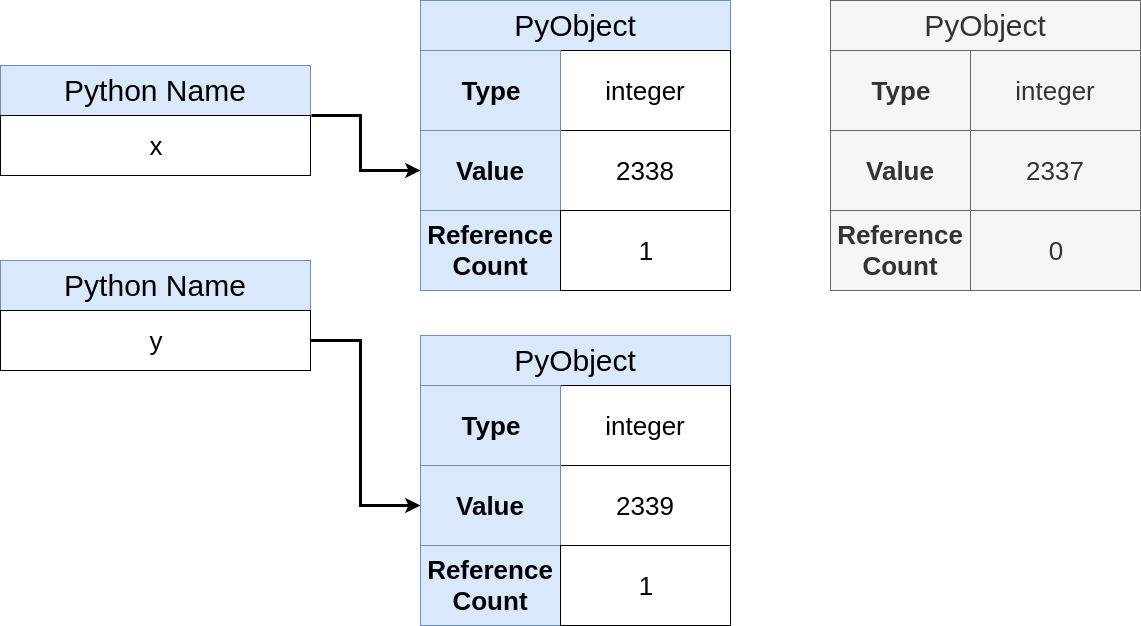 Python Name
x
Python Name
y
PyObject
Type
integer
Value
2338
Reference
Count
1
PyObject
Type
integer
Value
2339
Reference
Count
1
PyObject
Type
integer
Value
2337
Reference
Count
0